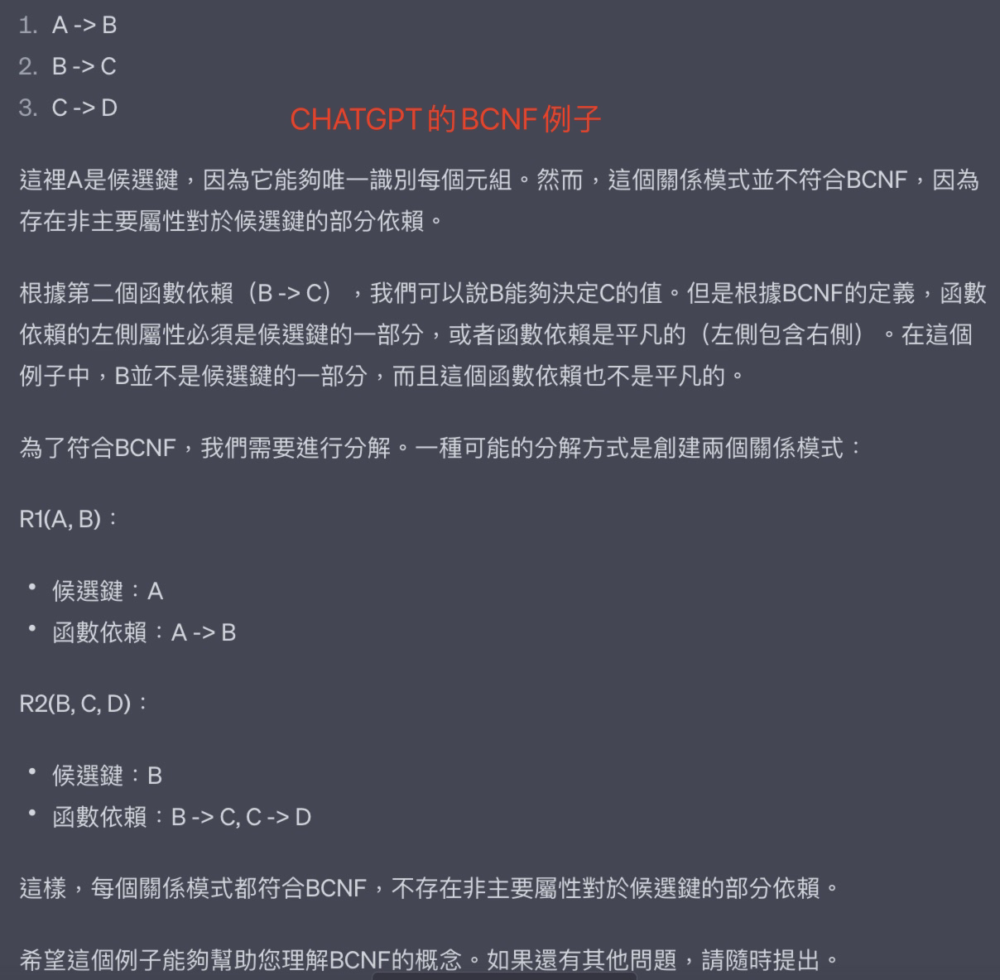 1. A -> B
2. B -> C
3. C -> D
CHATGPT 的 BCNF 例子
這裡A是候選鍵，因為它能夠唯一識別每個元組。然而，這個關係模式並不符合BCNF，因為
存在非主要屬性對於候選鍵的部分依賴。
根據第二個函數依賴（B -> C），我們可以說B能夠決定C的值。但是根據BCNF的定義，函數
依賴的左側屬性必須是候選鍵的一部分，或者函數依賴是平凡的（左側包含右側）。在這個
例子中，B並不是候選鍵的一部分，而且這個函數依賴也不是平凡的。
為了符合BCNF，我們需要進行分解。一種可能的分解方式是創建兩個關係模式：
R1(A, B)：
• 候選鍵：A
• 函數依賴：A -> B
R2(B, C, D)：
• 候選鍵：B
• 函數依賴：B -> C, C -> D
這樣，每個關係模式都符合BCNF，不存在非主要屬性對於候選鍵的部分依賴。
希望這個例子能夠幫助您理解BCNF的概念。如果還有其他問題，請隨時提出。